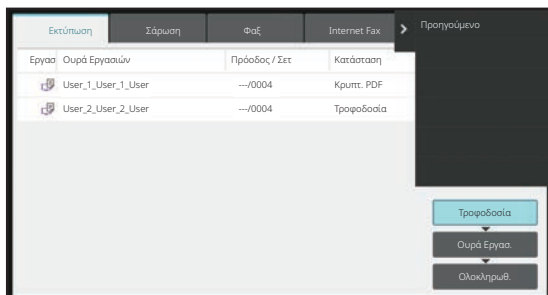 Εκτύπωση Σάρωση Φαξ Internet Fax Προηγούμενο
Εργασ Ουρά Εργασιών Πρόοδος / Σετ Κατάσταση
User_1_User_1_User ---/0004 Κρυπτ. PDF
User_2_User_2_User ---/0004 Τροφοδοσία
Τροφοδοσία
Ουρά Εργασ.
Ολοκληρωθ.